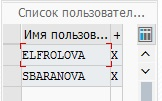 Список пользовател...
Имя пользов... +
ELFROLOVA X
SBARANOVA X